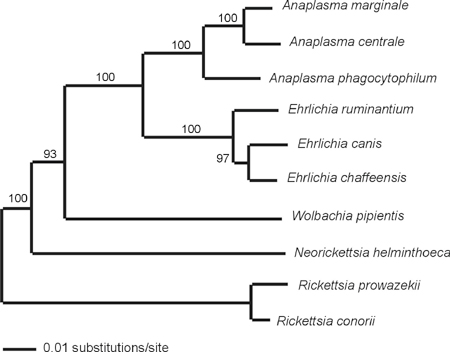 Anaplasma marginale
100
Anaplasma centrale
100
Anaplasma phagocytophilum
100
Ehrlichia ruminantium
100
Ehrlichia canis
93
97
Ehrlichia chaffeensis
100
Wolbachia pipientis
Neorickettsia helminthoeca
Rickettsia prowazekii
Rickettsia conorii
0.01 substitutions/site